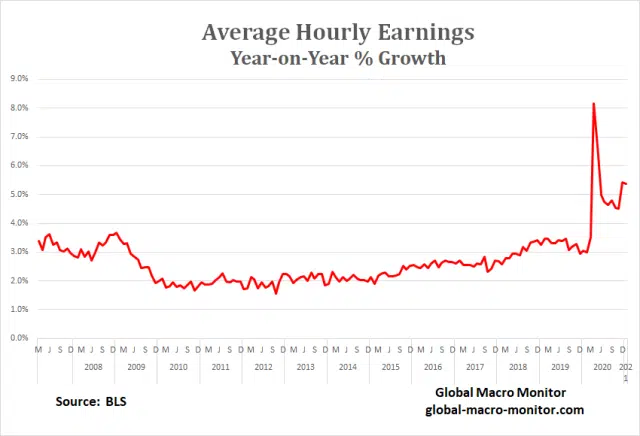 Average Hourly Earnings
Year-on-Year % Growth
9.0%
8.0%
7.0%
6.0%
5.0%
4.0%
3.0%
2.0%
1.0%
0.0%
M J S D M J S D M J S D M J S D M J S D M J S D M J S D M J S D M J S D M J S D M J S D M J S D M J S D M J S D
2008 2009 2010 2011 2012 2013 2014 2015 2016 2017 2018 2019 2020 202
1
Source: BLS
Global Macro Monitor
global-macro-monitor.com